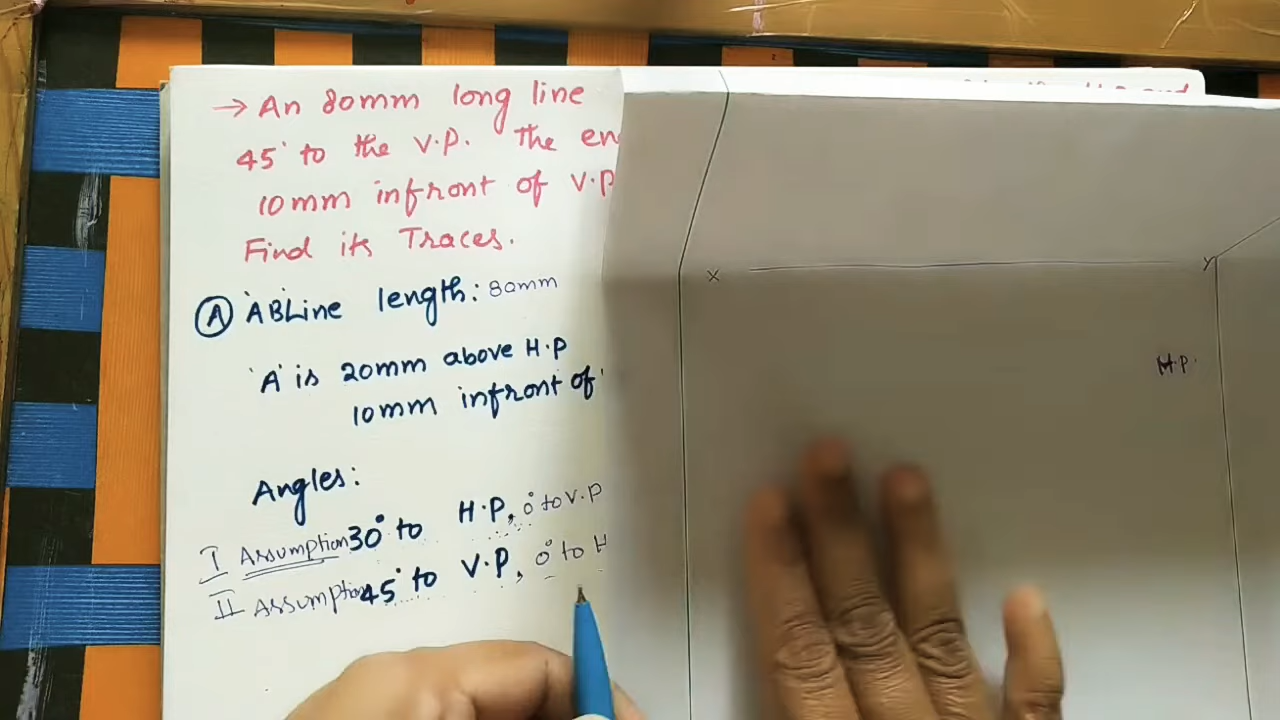 → An 80mm long line
45° to the V.P. The en
10mm infront of V.P
Find its Traces.
Ⓐ 'AB' Line length: 80mm
'A' is 20mm above H.P
10mm infront of
Angles:
I Assumption 30° to H.P, 0° to V.P
II Assumption 45° to V.P, 0° to H
X Y
H.P.